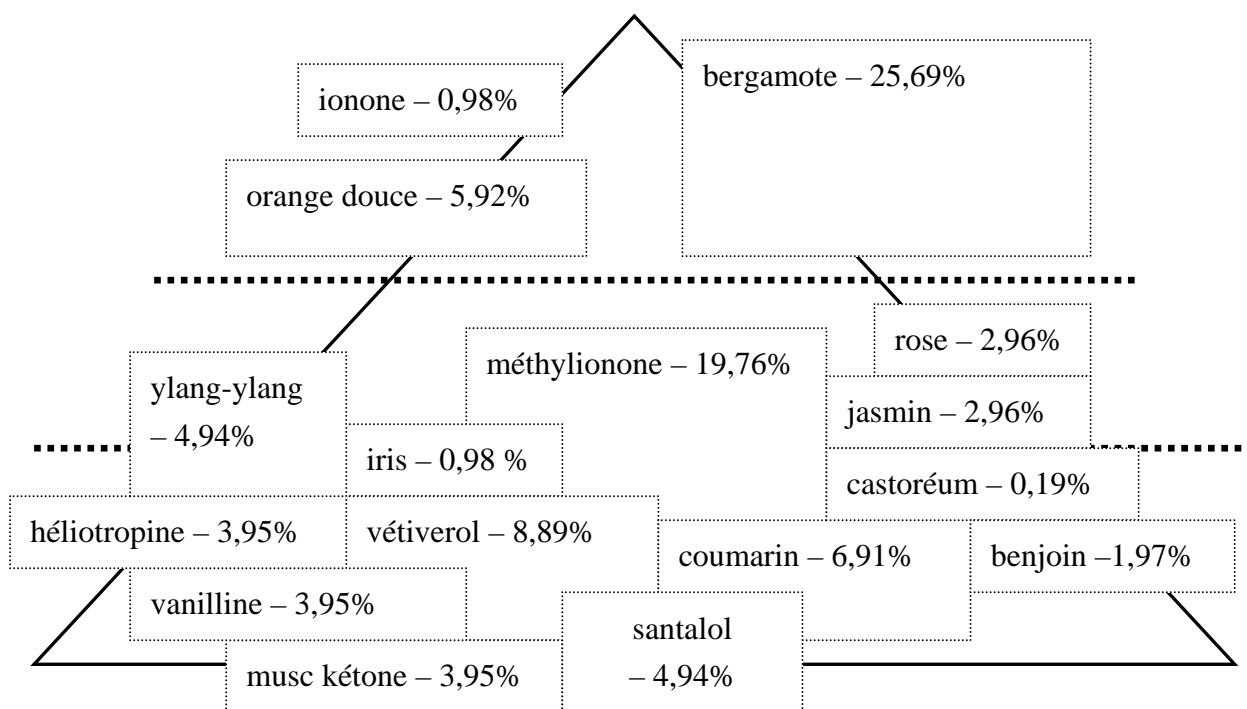 bergamote – 25,69%
ionone – 0,98%
orange douce – 5,92%
rose – 2,96%
méthylionone – 19,76%
ylang-ylang
– 4,94%
jasmin – 2,96%
iris – 0,98 %
castoréum – 0,19%
héliotropine – 3,95%
vétiverol – 8,89%
coumarin – 6,91%
benjoin –1,97%
vanilline – 3,95%
santalol
– 4,94%
musc kétone – 3,95%